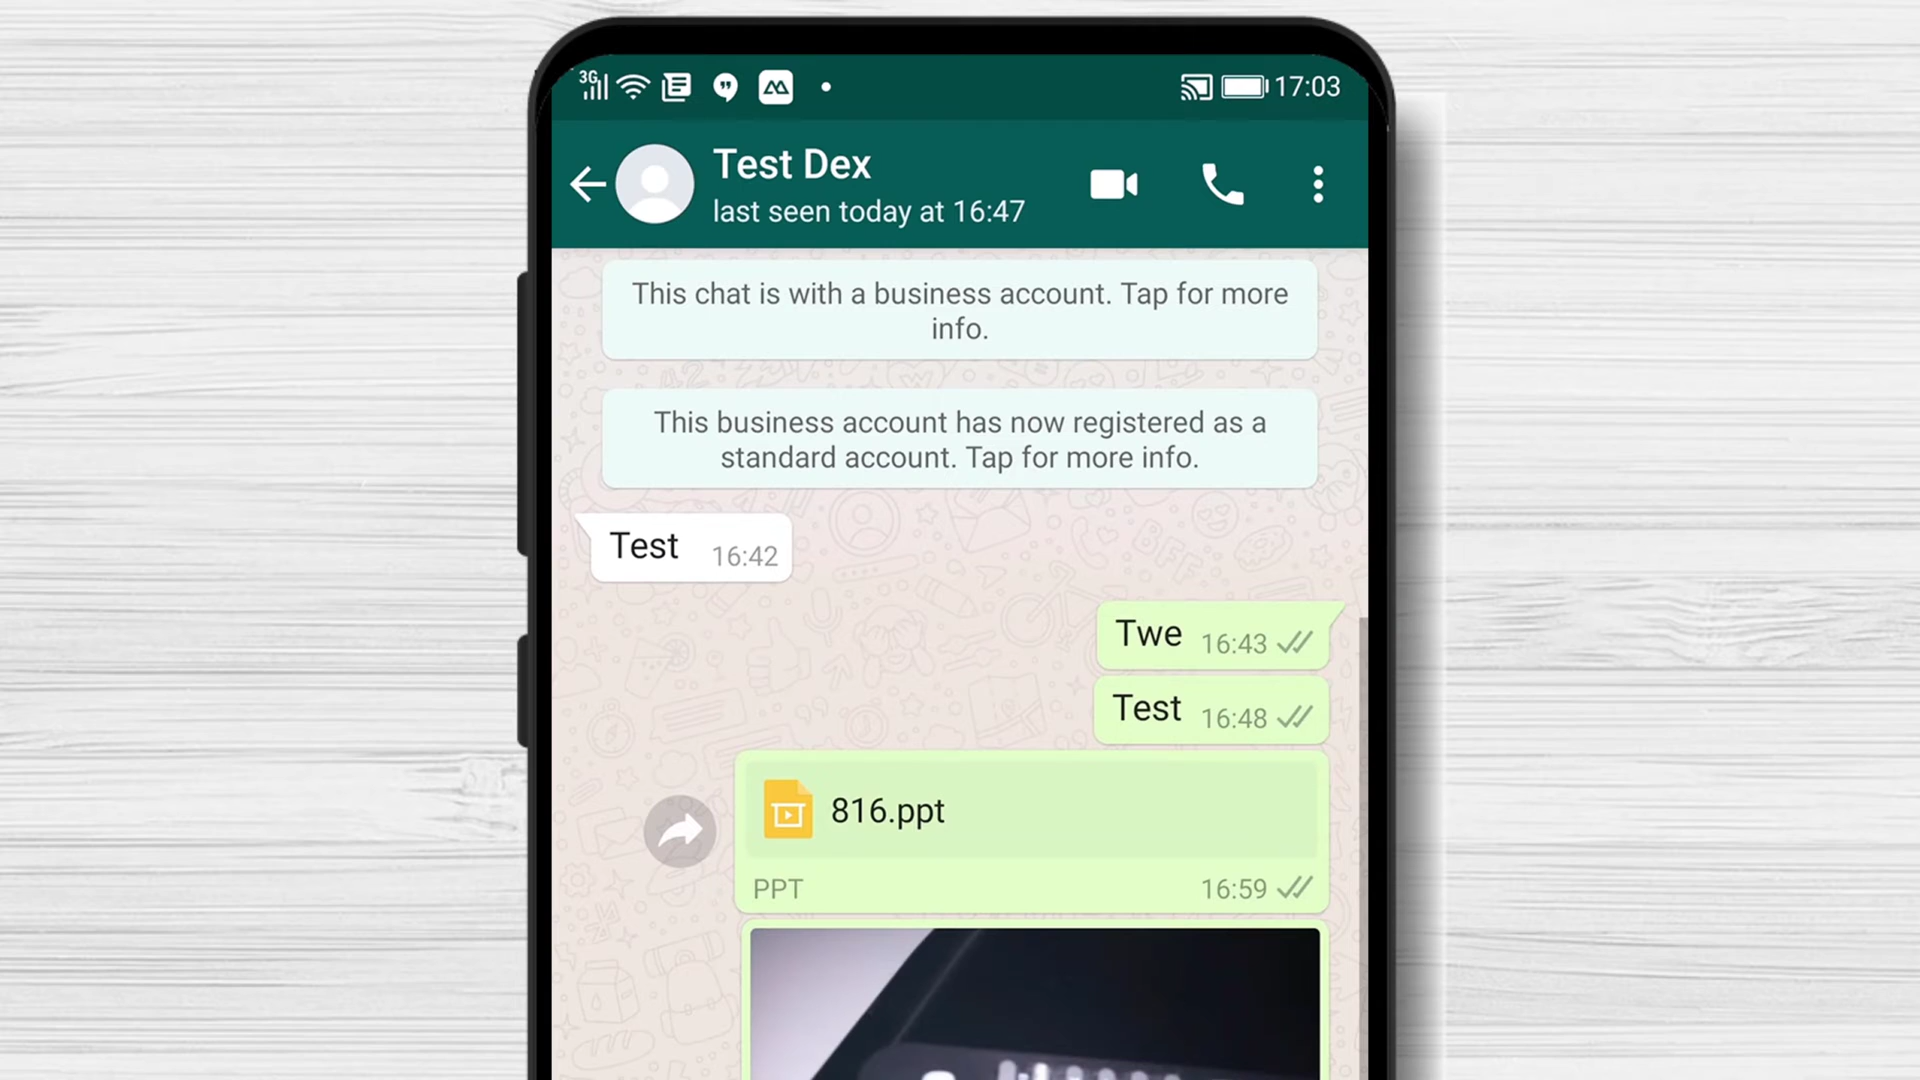 3G 17:03
Test Dex
last seen today at 16:47
This chat is with a business account. Tap for more
info.
This business account has now registered as a
standard account. Tap for more info.
Test 16:42
Twe 16:43
Test 16:48
816.ppt
PPT 16:59